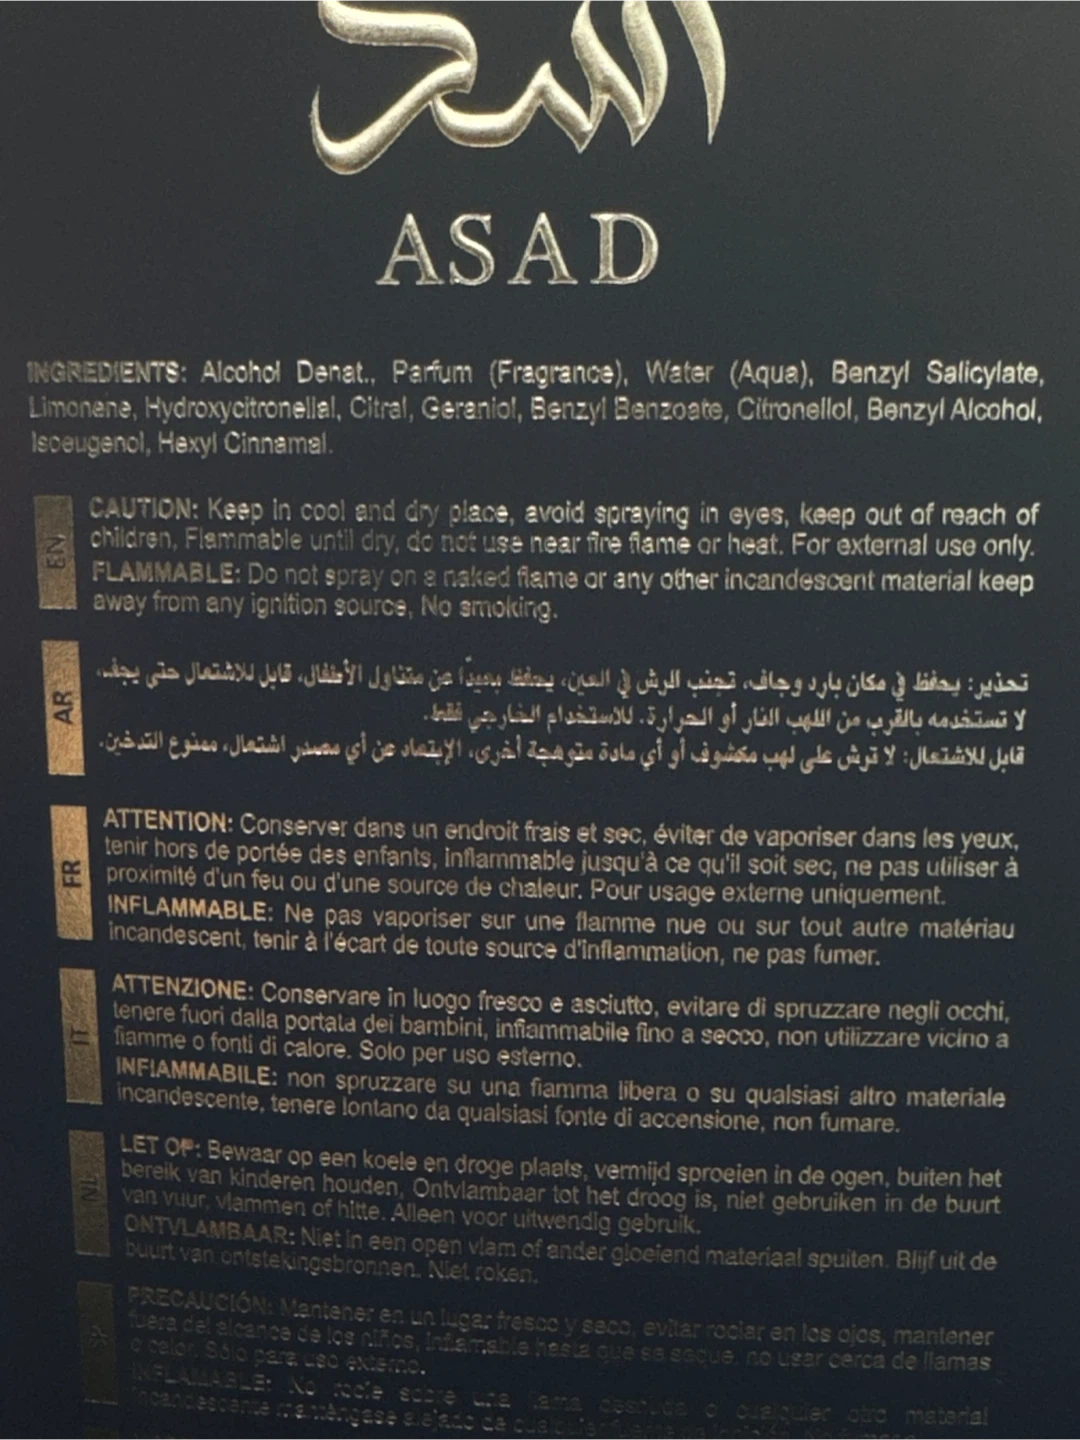 أسد
ASAD
INGREDIENTS: Alcohol Denat., Parfum (Fragrance), Water (Aqua), Benzyl Salicylate,
Limonene, Hydroxycitronellal, Citral, Geraniol, Benzyl Benzoate, Citronellol, Benzyl Alcohol,
Isoeugenol, Hexyl Cinnamal.
EN
CAUTION: Keep in cool and dry place, avoid spraying in eyes, keep out of reach of
children, Flammable until dry, do not use near fire flame or heat. For external use only.
FLAMMABLE: Do not spray on a naked flame or any other incandescent material keep
away from any ignition source, No smoking.
AR
تحذير: يحفظ في مكان بارد وجاف، تجنب الرش في العين، يحفظ بعيدًا عن متناول الأطفال، قابل للاشتعال حتى يجف،
لا تستخدمه بالقرب من اللهب النار أو الحرارة. للاستخدام الخارجي فقط.
قابل للاشتعال: لا ترش على لهب مكشوف أو أي مادة متوهجة أخرى، الإبتعاد عن أي مصدر اشتعال، ممنوع التدخين.
FR
ATTENTION: Conserver dans un endroit frais et sec, éviter de vaporiser dans les yeux,
tenir hors de portée des enfants, inflammable jusqu'à ce qu'il soit sec, ne pas utiliser à
proximité d'un feu ou d'une source de chaleur. Pour usage externe uniquement.
INFLAMMABLE: Ne pas vaporiser sur une flamme nue ou sur tout autre matériau
incandescent, tenir à l'écart de toute source d'inflammation, ne pas fumer.
IT
ATTENZIONE: Conservare in luogo fresco e asciutto, evitare di spruzzare negli occhi,
tenere fuori dalla portata dei bambini, infiammabile fino a secco, non utilizzare vicino a
fiamme o fonti di calore. Solo per uso esterno.
INFIAMMABILE: non spruzzare su una fiamma libera o su qualsiasi altro materiale
incandescente, tenere lontano da qualsiasi fonte di accensione, non fumare.
NL
LET OP: Bewaar op een koele en droge plaats, vermijd sproeien in de ogen, buiten het
bereik van kinderen houden, Ontvlambaar tot het droog is, niet gebruiken in de buurt
van vuur, vlammen of hitte. Alleen voor uitwendig gebruik.
ONTVLAMBAAR: Niet in een open vlam of ander gloeiend materiaal spuiten. Blijf uit de
buurt van ontstekingsbronnen. Niet roken.
PRECAUCIÓN: Mantener en un lugar fresco y seco, evitar rociar en los ojos, mantener
fuera del alcance de los niños, Inflamable hasta que se seque, no usar cerca de llamas
o calor. Sólo para uso externo.
INFLAMABLE: No rocíe sobre una llama desnuda o cualquier otro material
incandescente manténgase alejado de cualquier